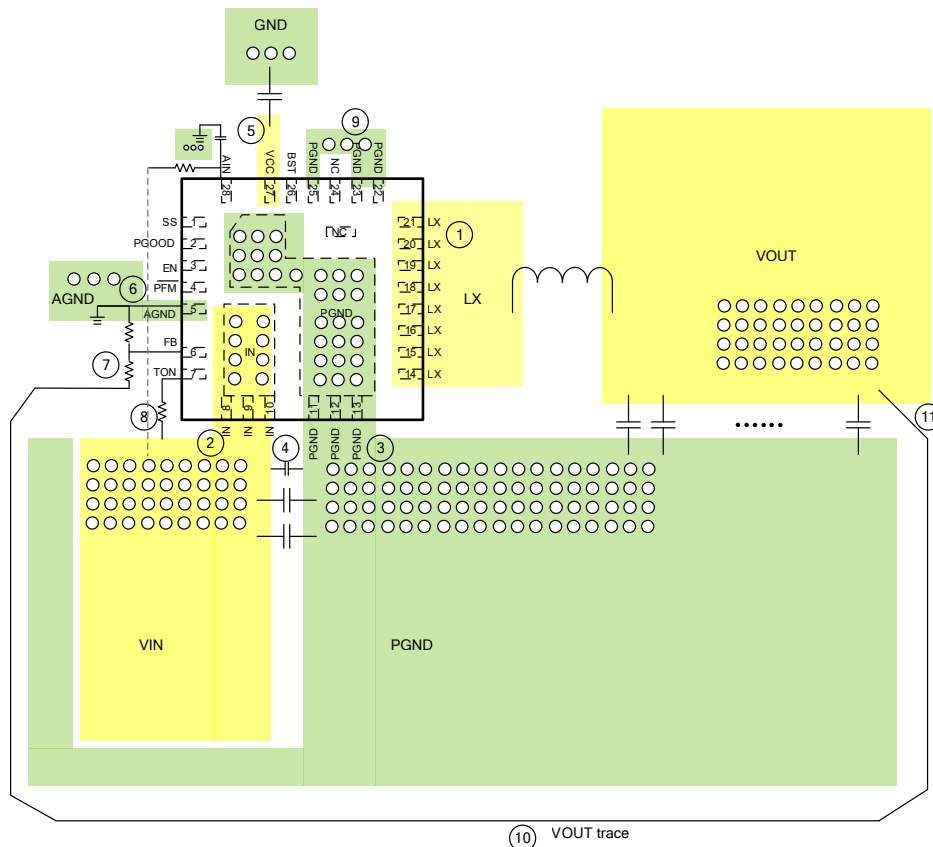 GND
5
9
AIN
VCC
BST
PGND
NC
PGND
PGND
28
27
26
25
24
23
22
SS 1
PGOOD 2
EN 3
PFM 4
AGND 5
FB 6
TON 7
NC
21 LX
20 LX
19 LX
18 LX
17 LX
16 LX
15 LX
14 LX
1
LX
VOUT
6
AGND
7
8
PGND
IN
8
9
10
11
12
13
IN
IN
IN
PGND
PGND
PGND
2
4
3
11
VIN
PGND
10 VOUT trace